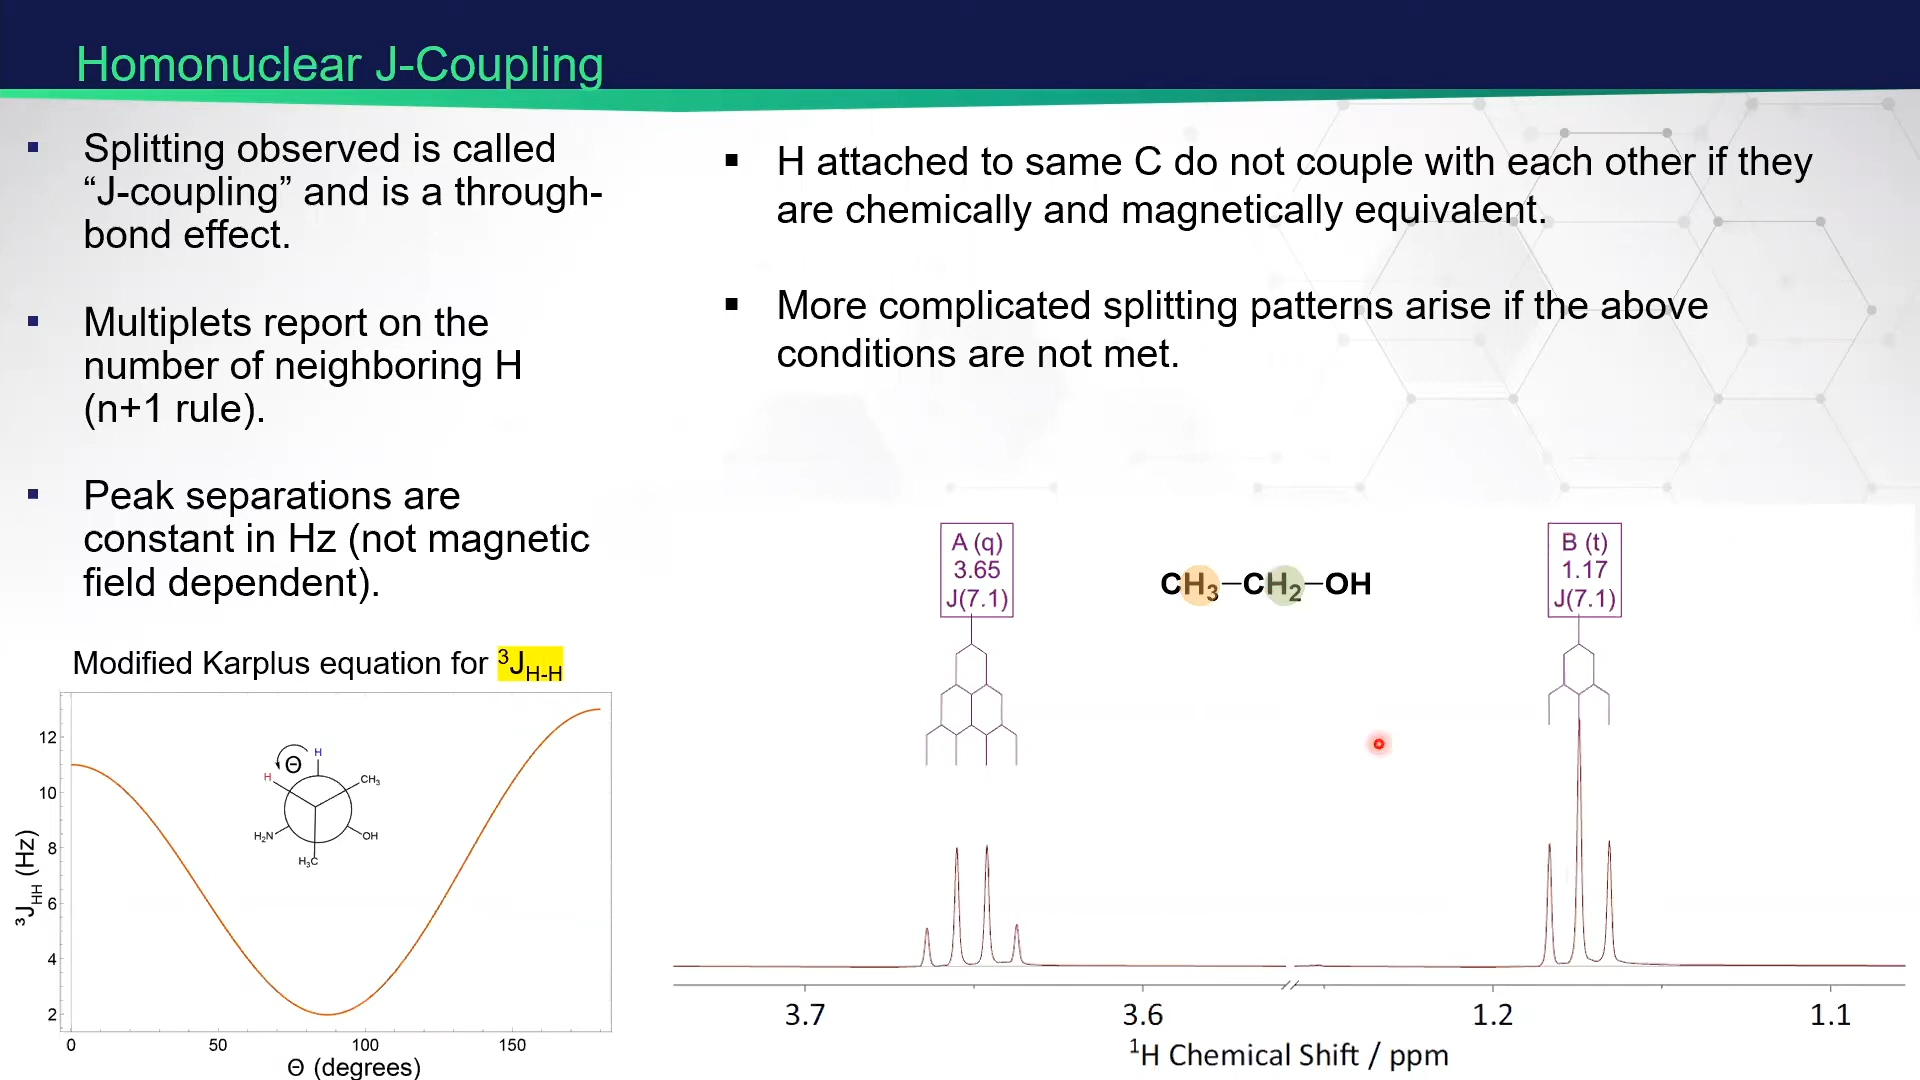 Homonuclear J-Coupling
▪ Splitting observed is called
“J-coupling” and is a through-
bond effect.
▪ Multiplets report on the
number of neighboring H
(n+1 rule).
▪ Peak separations are
constant in Hz (not magnetic
field dependent).
▪ H attached to same C do not couple with each other if they
are chemically and magnetically equivalent.
▪ More complicated splitting patterns arise if the above
conditions are not met.
Modified Karplus equation for ³J_H-H
12
10
8
6
4
2
³J_HH (Hz)
0 50 100 150
Θ (degrees)
Θ
H
H
CH₃
H₂N
OH
H₃C
A (q)
3.65
J(7.1)
CH₃–CH₂–OH
B (t)
1.17
J(7.1)
3.7 3.6 1.2 1.1
¹H Chemical Shift / ppm